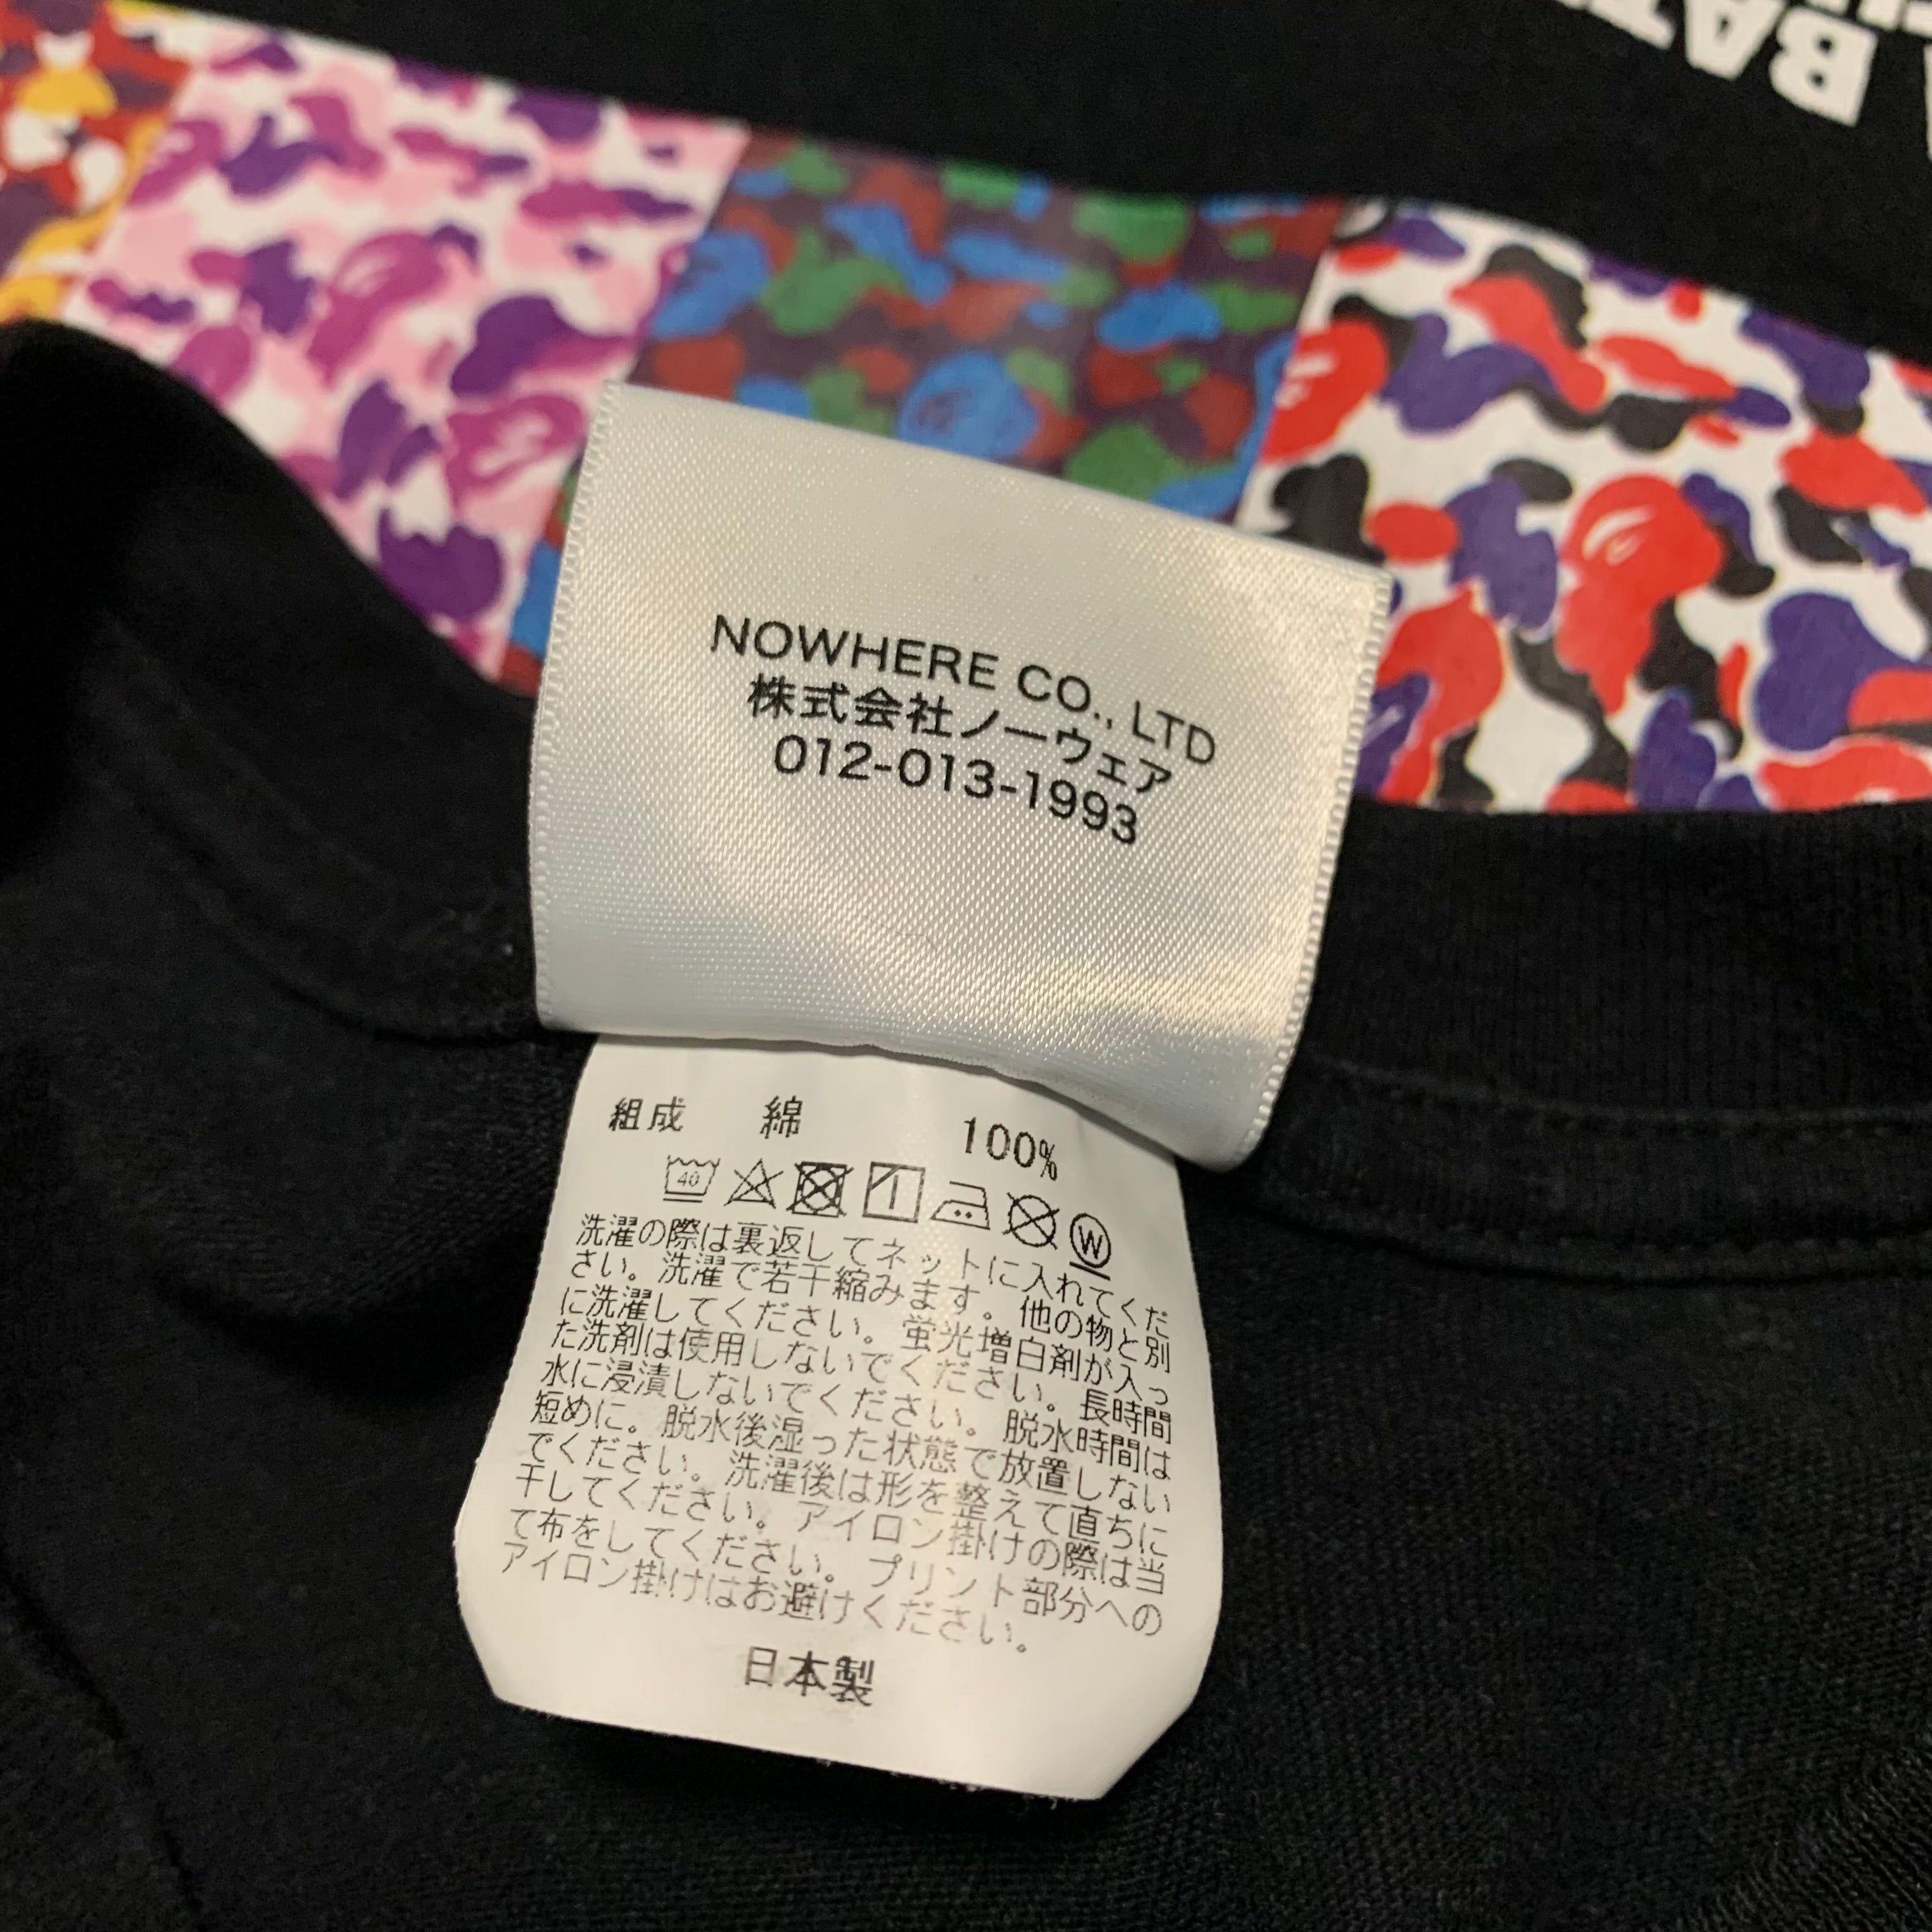 BAT
NOWHERE CO., LTD
株式会社ノーウェア
012-013-1993
組成 綿 100%
40
W
洗濯の際は裏返してネットに入れてくだ
さい。洗濯で若干縮みます。他の物と別
に洗濯してください。蛍光増白剤が入っ
た洗剤は使用しないでください。長時間
水に浸漬しないでください。脱水時間は
短めに。脱水後湿った状態で放置しない
でください。洗濯後は形を整えて直ちに
干してください。アイロン掛けの際は当
て布をしてください。プリント部分への
アイロン掛けはお避けください。
日本製